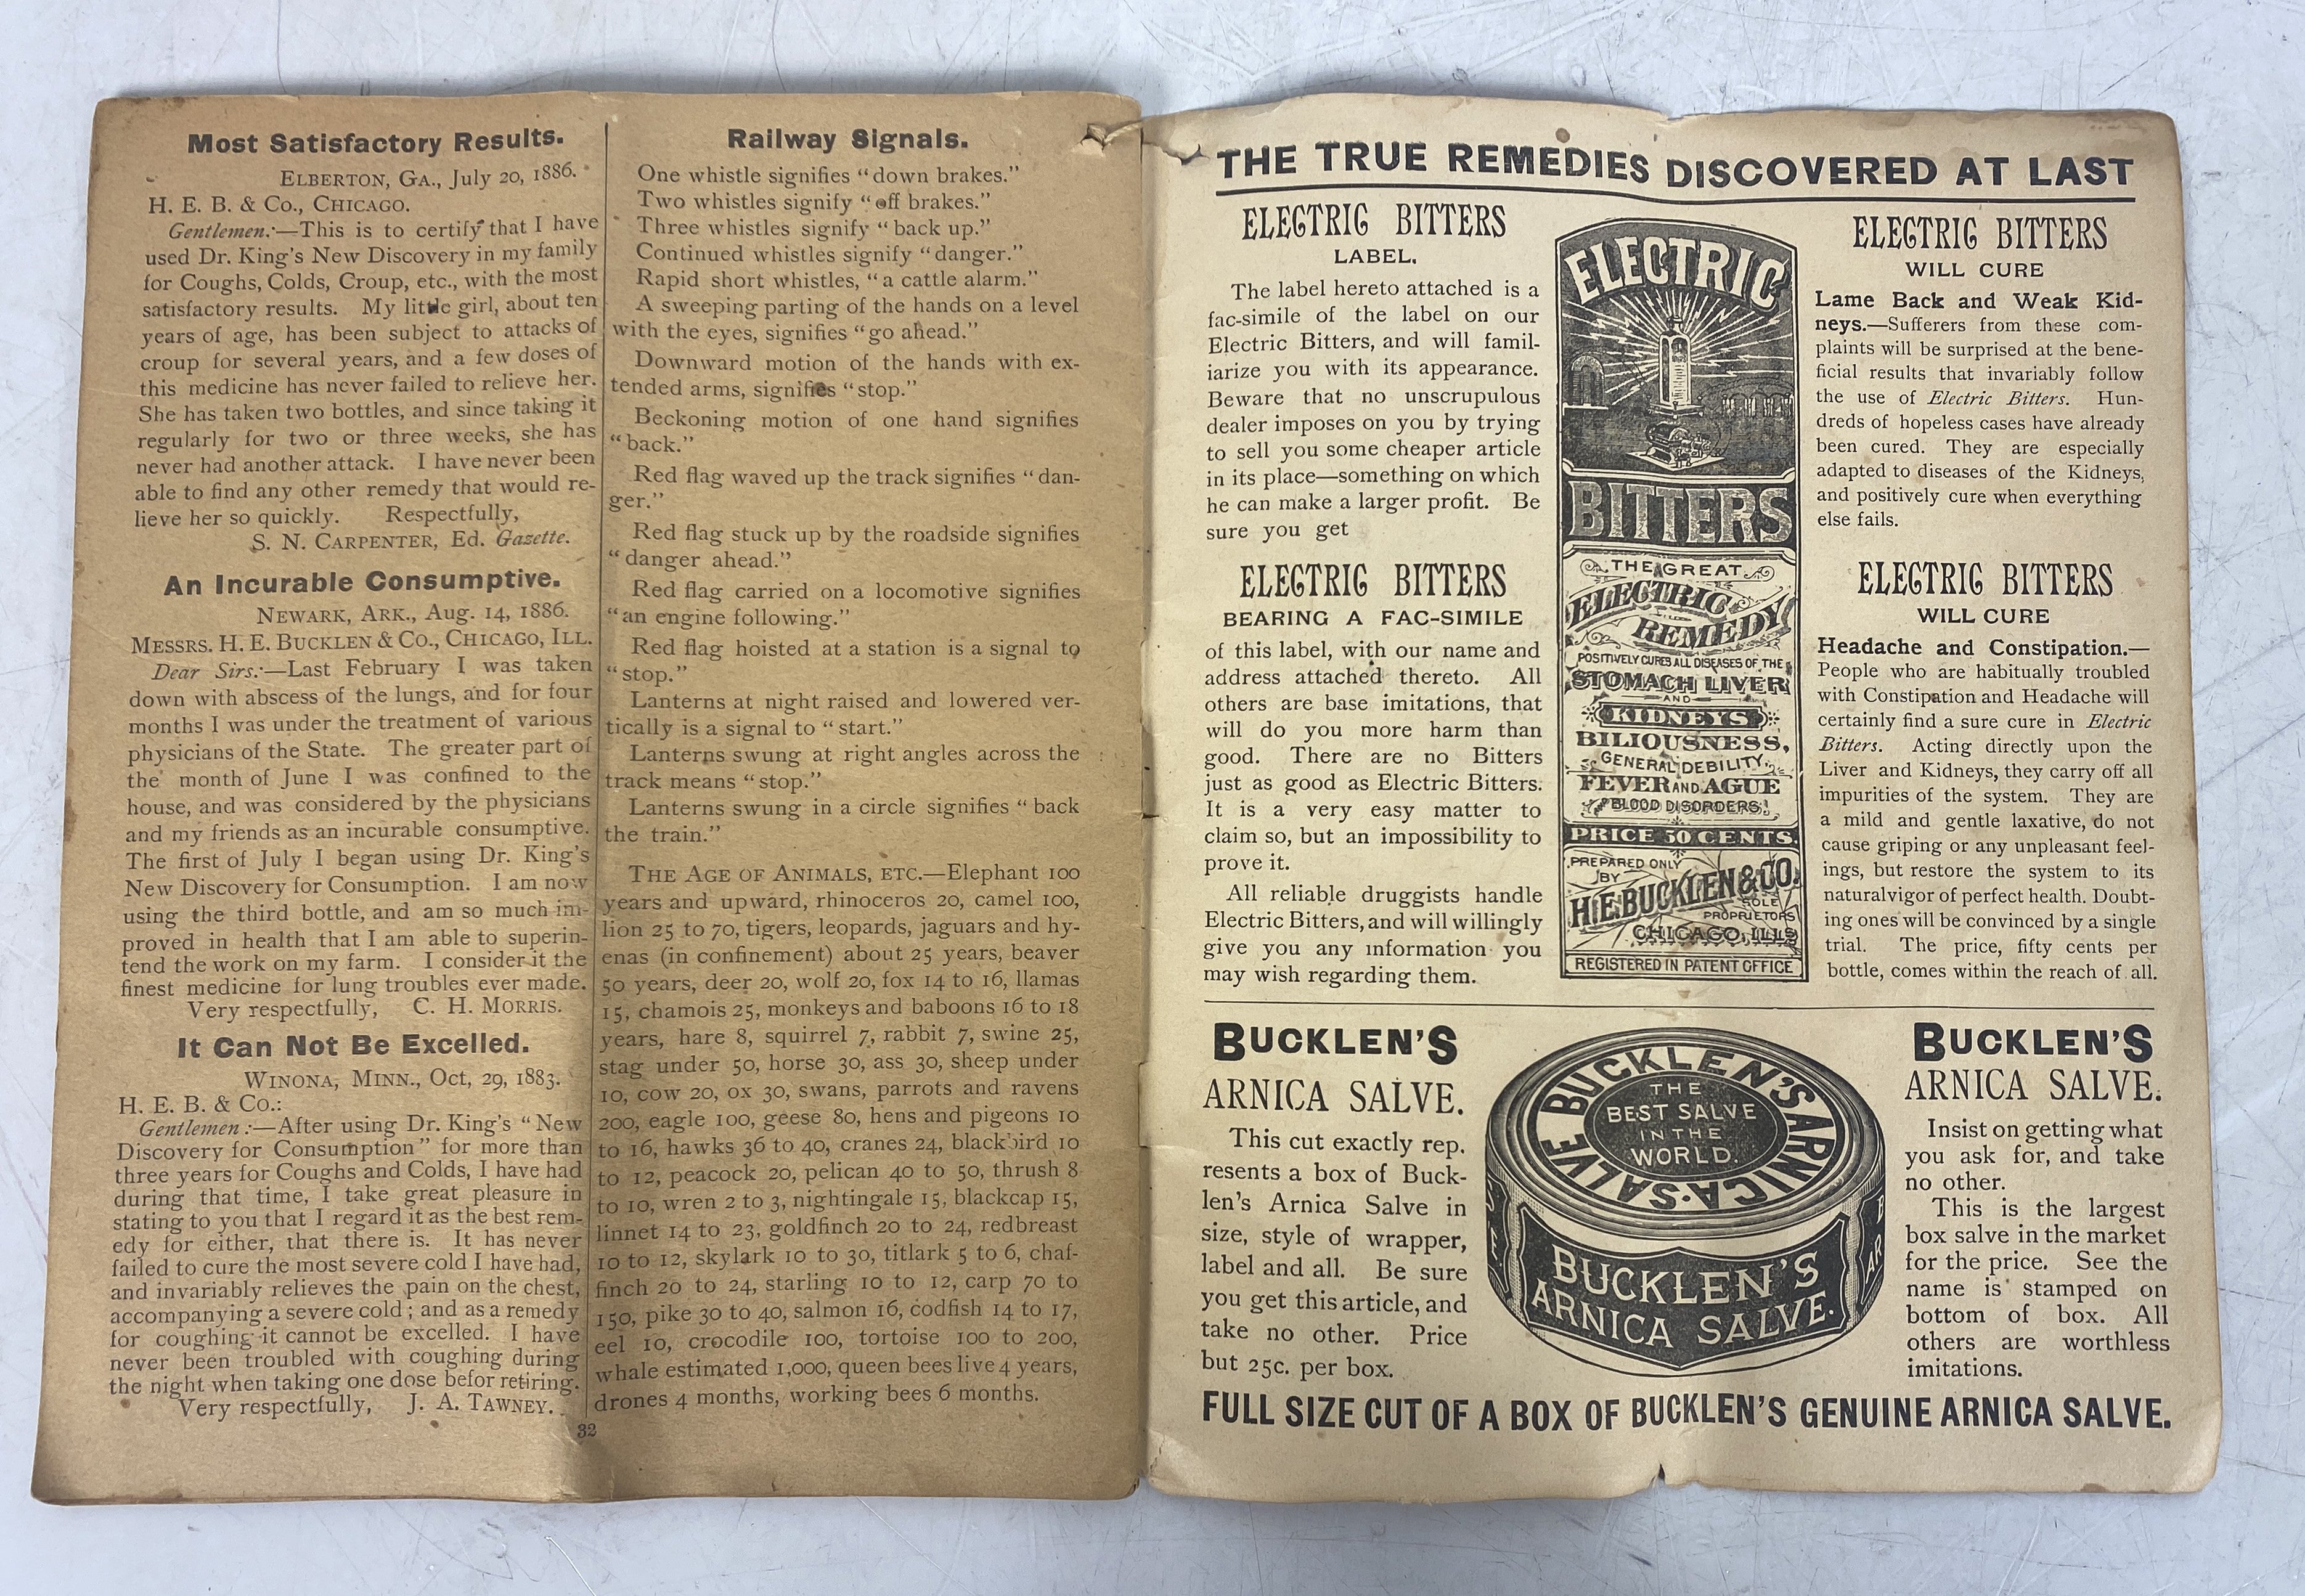 Most Satisfactory Results.
ELBERTON, GA., July 20, 1886.
H. E. B. & Co., CHICAGO.
Gentlemen:—This is to certify that I have
used Dr. King's New Discovery in my family
for Coughs, Colds, Croup, etc., with the most
satisfactory results. My little girl, about ten
years of age, has been subject to attacks of
croup for several years, and a few doses of
this medicine has never failed to relieve her.
She has taken two bottles, and since taking it
regularly for two or three weeks, she has
never had another attack. I have never been
able to find any other remedy that would re-
lieve her so quickly. Respectfully,
S. N. CARPENTER, Ed. Gazette.
An Incurable Consumptive.
NEWARK, ARK., Aug. 14, 1886.
MESSRS. H. E. BUCKLEN & CO., CHICAGO, ILL.
Dear Sirs:—Last February I was taken
down with abscess of the lungs, and for four
months I was under the treatment of various
physicians of the State. The greater part of
the month of June I was confined to the
house, and was considered by the physicians
and my friends as an incurable consumptive.
The first of July I began using Dr. King's
New Discovery for Consumption. I am now
using the third bottle, and am so much im-
proved in health that I am able to superin-
tend the work on my farm. I consider it the
finest medicine for lung troubles ever made.
Very respectfully, C. H. MORRIS.
It Can Not Be Excelled.
WINONA, MINN., Oct, 29, 1883.
H. E. B. & Co.:
Gentlemen:—After using Dr. King's "New
Discovery for Consumption" for more than
three years for Coughs and Colds, I have had
during that time, I take great pleasure in
stating to you that I regard it as the best rem-
edy for either, that there is. It has never
failed to cure the most severe cold I have had,
and invariably relieves the pain on the chest,
accompanying a severe cold; and as a remedy
for coughing it cannot be excelled. I have
never been troubled with coughing during
the night when taking one dose befor retiring.
Very respectfully, J. A. TAWNEY.
Railway Signals.
One whistle signifies "down brakes."
Two whistles signify "off brakes."
Three whistles signify "back up."
Continued whistles signify "danger."
Rapid short whistles, "a cattle alarm."
A sweeping parting of the hands on a level
with the eyes, signifies "go ahead."
Downward motion of the hands with ex-
tended arms, signifies "stop."
Beckoning motion of one hand signifies
"back."
Red flag waved up the track signifies "dan-
ger."
Red flag stuck up by the roadside signifies
"danger ahead."
Red flag carried on a locomotive signifies
"an engine following."
Red flag hoisted at a station is a signal to
"stop."
Lanterns at night raised and lowered ver-
tically is a signal to "start."
Lanterns swung at right angles across the
track means "stop."
Lanterns swung in a circle signifies "back
the train."
THE AGE OF ANIMALS, ETC.—Elephant 100
years and upward, rhinoceros 20, camel 100,
lion 25 to 70, tigers, leopards, jaguars and hy-
enas (in confinement) about 25 years, beaver
50 years, deer 20, wolf 20, fox 14 to 16, llamas
15, chamois 25, monkeys and baboons 16 to 18
years, hare 8, squirrel 7, rabbit 7, swine 25,
stag under 50, horse 30, ass 30, sheep under
10, cow 20, ox 30, swans, parrots and ravens
200, eagle 100, geese 80, hens and pigeons 10
to 16, hawks 36 to 40, cranes 24, blackbird 10
to 12, peacock 20, pelican 40 to 50, thrush 8
to 10, wren 2 to 3, nightingale 15, blackcap 15,
linnet 14 to 23, goldfinch 20 to 24, redbreast
10 to 12, skylark 10 to 30, titlark 5 to 6, chaf-
finch 20 to 24, starling 10 to 12, carp 70 to
150, pike 30 to 40, salmon 16, codfish 14 to 17,
eel 10, crocodile 100, tortoise 100 to 200,
whale estimated 1,000, queen bees live 4 years,
drones 4 months, working bees 6 months.
32
THE TRUE REMEDIES DISCOVERED AT LAST
ELECTRIC BITTERS
LABEL.
The label hereto attached is a
fac-simile of the label on our
Electric Bitters, and will famil-
iarize you with its appearance.
Beware that no unscrupulous
dealer imposes on you by trying
to sell you some cheaper article
in its place—something on which
he can make a larger profit. Be
sure you get
ELECTRIC BITTERS
BEARING A FAC-SIMILE
of this label, with our name and
address attached thereto. All
others are base imitations, that
will do you more harm than
good. There are no Bitters
just as good as Electric Bitters.
It is a very easy matter to
claim so, but an impossibility to
prove it.
All reliable druggists handle
Electric Bitters, and will willingly
give you any information you
may wish regarding them.
ELECTRIC
BITTERS
THE GREAT
ELECTRIC
REMEDY
POSITIVELY CURES ALL DISEASES OF THE
STOMACH LIVER
AND
KIDNEYS
BILIOUSNESS,
GENERAL DEBILITY,
FEVER AND AGUE
BLOOD DISORDERS!
PRICE 50 CENTS.
PREPARED ONLY
BY
H.E.BUCKLEN & CO.
SOLE
PROPRIETORS
CHICAGO, ILLS
REGISTERED IN PATENT OFFICE
ELECTRIC BITTERS
WILL CURE
Lame Back and Weak Kid-
neys.—Sufferers from these com-
plaints will be surprised at the bene-
ficial results that invariably follow
the use of Electric Bitters. Hun-
dreds of hopeless cases have already
been cured. They are especially
adapted to diseases of the Kidneys,
and positively cure when everything
else fails.
ELECTRIC BITTERS
WILL CURE
Headache and Constipation.—
People who are habitually troubled
with Constipation and Headache will
certainly find a sure cure in Electric
Bitters. Acting directly upon the
Liver and Kidneys, they carry off all
impurities of the system. They are
a mild and gentle laxative, do not
cause griping or any unpleasant feel-
ings, but restore the system to its
naturalvigor of perfect health. Doubt-
ing ones will be convinced by a single
trial. The price, fifty cents per
bottle, comes within the reach of all.
BUCKLEN'S
ARNICA SALVE.
This cut exactly rep.
resents a box of Buck-
len's Arnica Salve in
size, style of wrapper,
label and all. Be sure
you get this article, and
take no other. Price
but 25c. per box.
BUCKLEN'S ARNICA SALVE
THE
BEST SALVE
IN THE
WORLD.
BUCKLEN'S
ARNICA SALVE.
BUCKLEN'S
ARNICA SALVE.
Insist on getting what
you ask for, and take
no other.
This is the largest
box salve in the market
for the price. See the
name is stamped on
bottom of box. All
others are worthless
imitations.
FULL SIZE CUT OF A BOX OF BUCKLEN'S GENUINE ARNICA SALVE.